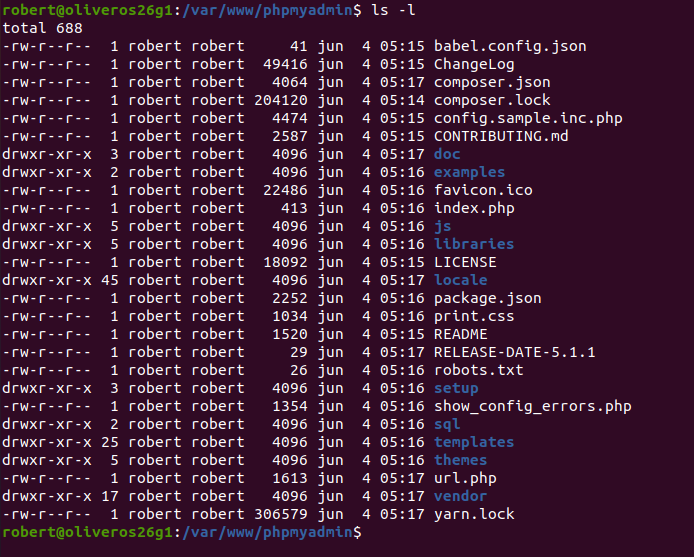 robert@oliveros26g1:/var/www/phpmyadmin$ ls -l
total 688
-rw-r--r--  1 robert robert     41 jun  4 05:15 babel.config.json
-rw-r--r--  1 robert robert  49416 jun  4 05:15 ChangeLog
-rw-r--r--  1 robert robert   4064 jun  4 05:17 composer.json
-rw-r--r--  1 robert robert 204120 jun  4 05:14 composer.lock
-rw-r--r--  1 robert robert   4474 jun  4 05:15 config.sample.inc.php
-rw-r--r--  1 robert robert   2587 jun  4 05:15 CONTRIBUTING.md
drwxr-xr-x  3 robert robert   4096 jun  4 05:17 doc
drwxr-xr-x  2 robert robert   4096 jun  4 05:16 examples
-rw-r--r--  1 robert robert  22486 jun  4 05:16 favicon.ico
-rw-r--r--  1 robert robert    413 jun  4 05:15 index.php
drwxr-xr-x  5 robert robert   4096 jun  4 05:16 js
drwxr-xr-x  5 robert robert   4096 jun  4 05:16 libraries
-rw-r--r--  1 robert robert  18092 jun  4 05:15 LICENSE
drwxr-xr-x 45 robert robert   4096 jun  4 05:17 locale
-rw-r--r--  1 robert robert   2252 jun  4 05:16 package.json
-rw-r--r--  1 robert robert   1034 jun  4 05:16 print.css
-rw-r--r--  1 robert robert   1520 jun  4 05:15 README
-rw-r--r--  1 robert robert     29 jun  4 05:17 RELEASE-DATE-5.1.1
-rw-r--r--  1 robert robert     26 jun  4 05:16 robots.txt
drwxr-xr-x  3 robert robert   4096 jun  4 05:16 setup
-rw-r--r--  1 robert robert   1354 jun  4 05:16 show_config_errors.php
drwxr-xr-x  2 robert robert   4096 jun  4 05:16 sql
drwxr-xr-x 25 robert robert   4096 jun  4 05:16 templates
drwxr-xr-x  5 robert robert   4096 jun  4 05:16 themes
-rw-r--r--  1 robert robert   1613 jun  4 05:17 url.php
drwxr-xr-x 17 robert robert   4096 jun  4 05:17 vendor
-rw-r--r--  1 robert robert 306579 jun  4 05:17 yarn.lock
robert@oliveros26g1:/var/www/phpmyadmin$